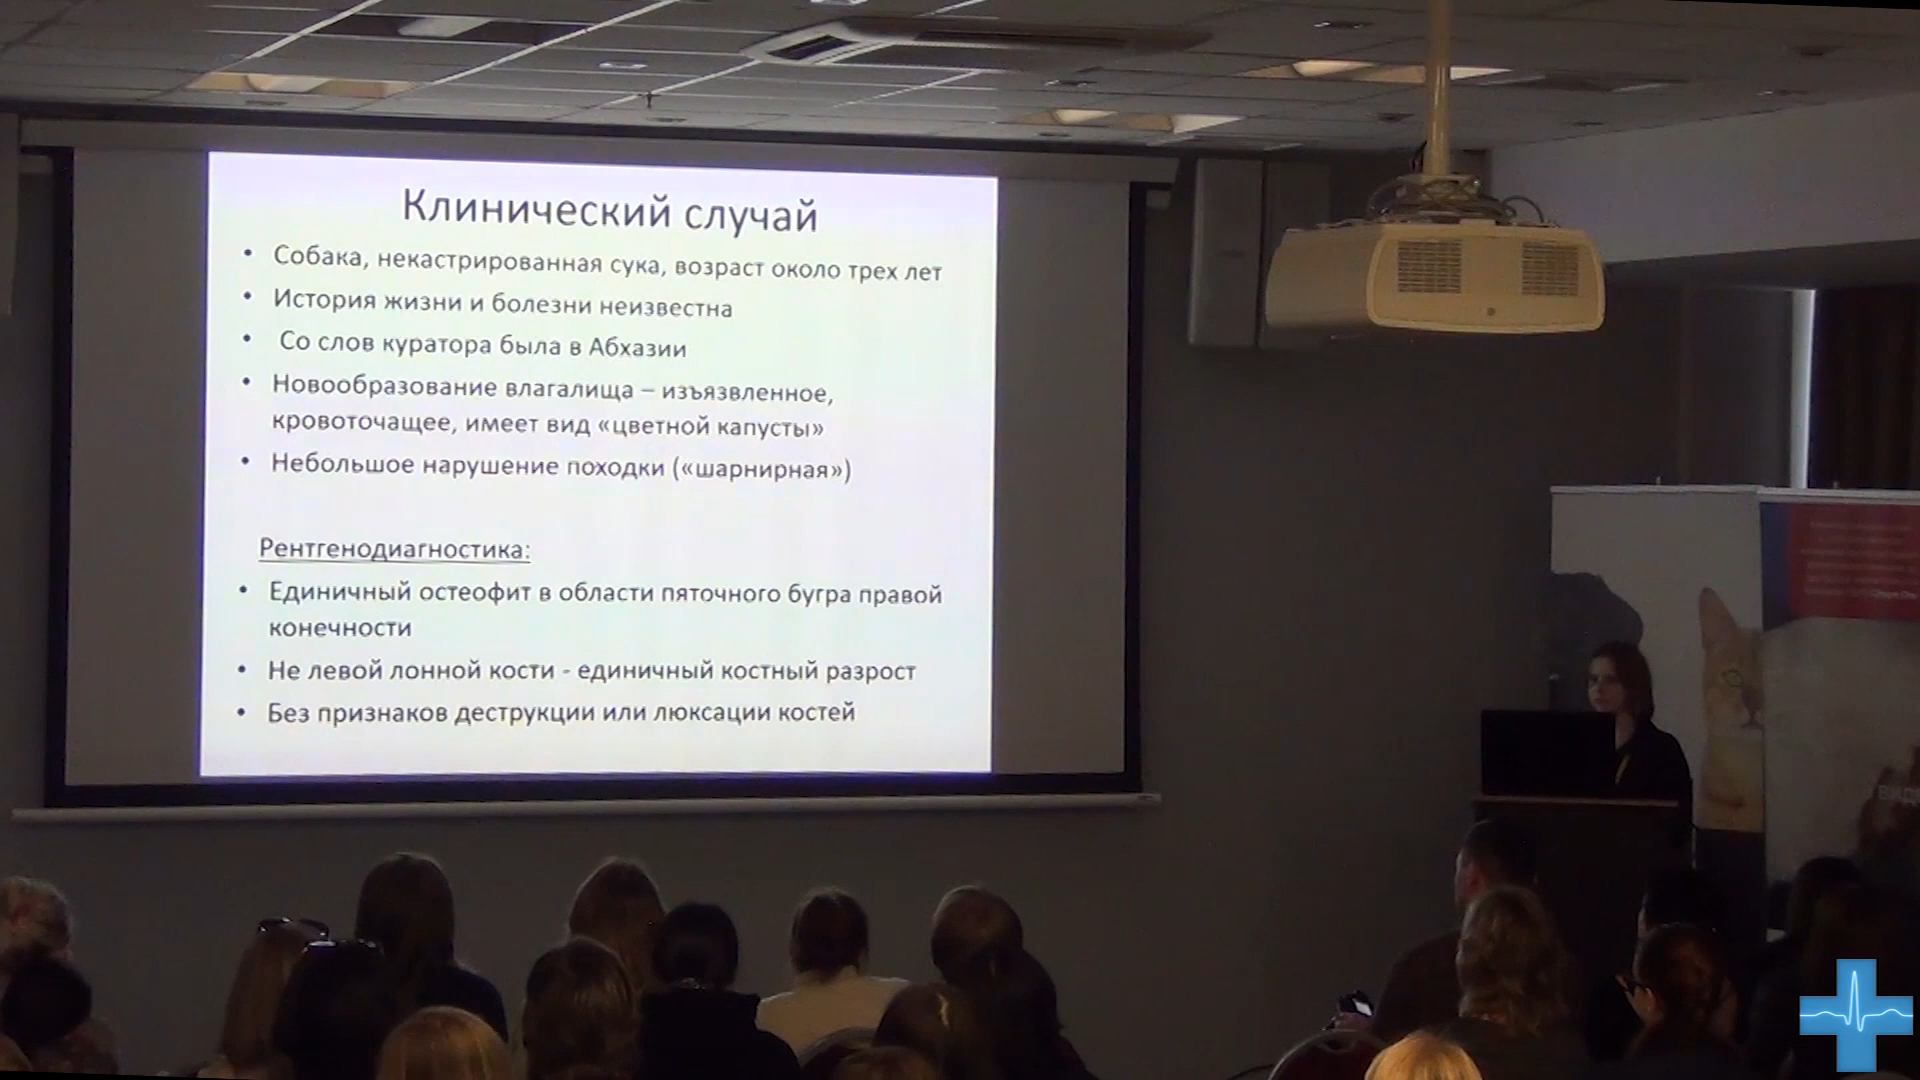 Клинический случай
• Собака, некастрированная сука, возраст около трех лет
• История жизни и болезни неизвестна
• Со слов куратора была в Абхазии
• Новообразование влагалища – изъязвленное,
кровоточащее, имеет вид «цветной капусты»
• Небольшое нарушение походки («шарнирная»)
Рентгенодиагностика:
• Единичный остеофит в области пяточного бугра правой
конечности
• Не левой лонной кости - единичный костный разрост
• Без признаков деструкции или люксации костей